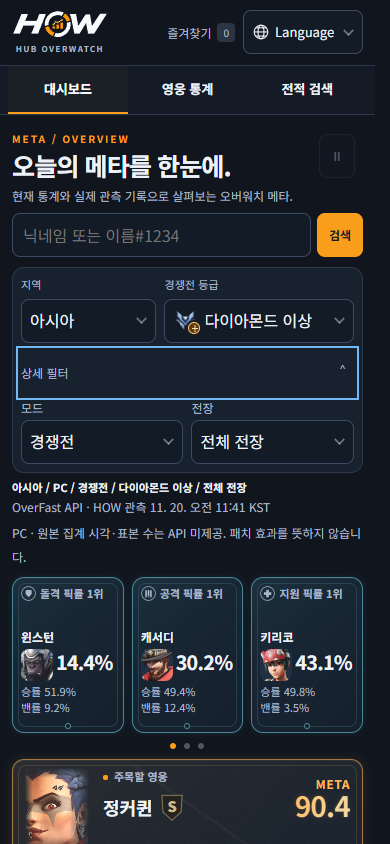 HOW
HUB OVERWATCH
즐겨찾기 0
Language
대시보드 영웅 통계 전적 검색
META / OVERVIEW
오늘의 메타를 한눈에.
현재 통계와 실제 관측 기록으로 살펴보는 오버워치 메타.
닉네임 또는 이름#1234 검색
지역 경쟁전 등급
아시아 다이아몬드 이상
상세 필터
모드 전장
경쟁전 전체 전장
아시아 / PC / 경쟁전 / 다이아몬드 이상 / 전체 전장
OverFast API · HOW 관측 11. 20. 오전 11:41 KST
PC · 원본 집계 시각·표본 수는 API 미제공. 패치 효과를 뜻하지 않습니
다.
돌격 픽률 1위 공격 픽률 1위 지원 픽률 1위
윈스턴 캐서디 키리코
14.4% 30.2% 43.1%
승률 51.9% 승률 49.4% 승률 49.8%
밴률 9.2% 밴률 12.4% 밴률 3.5%
주목할 영웅
META
정커퀸 S 90.4